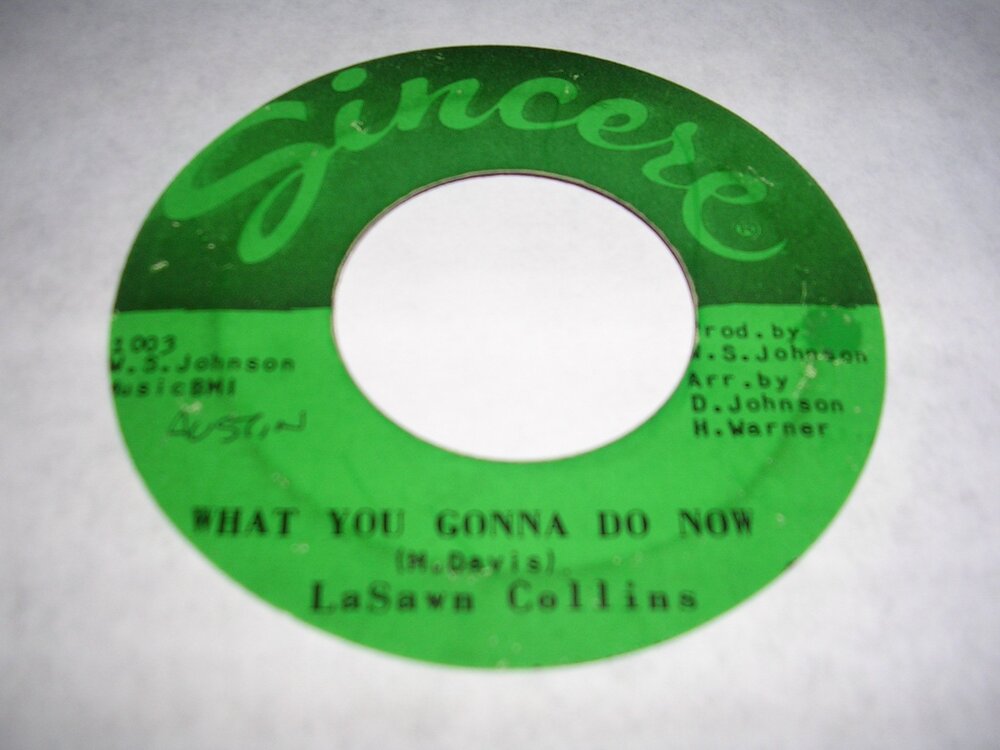 Sincere
®
1003
W.S.Johnson
MusicBMI
AUSTIN
Prod.by
W.S.Johnson
Arr.by
D.Johnson
H.Warner
WHAT YOU GONNA DO NOW
(M.Davis)
LaSawn Collins